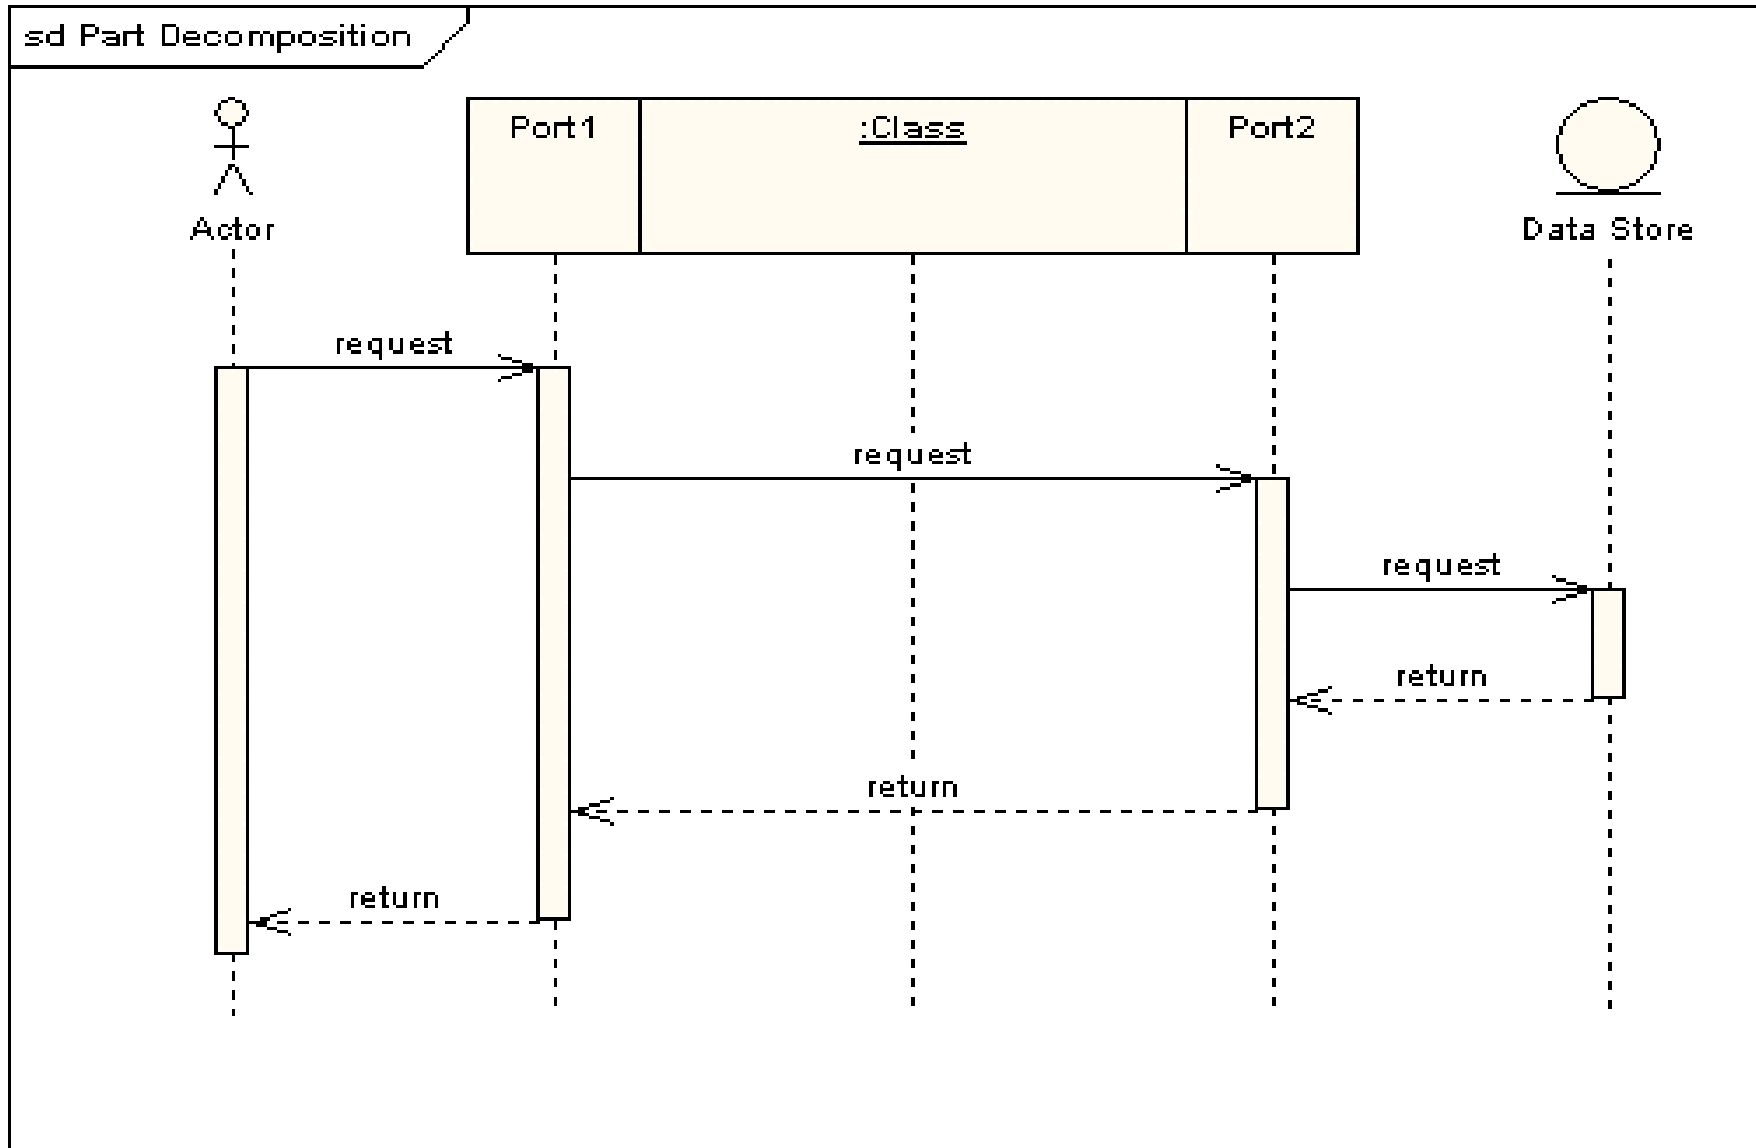 sd Part Decomposition
Port1
:Class
Port2
Actor
Data Store
request
request
request
return
return
return